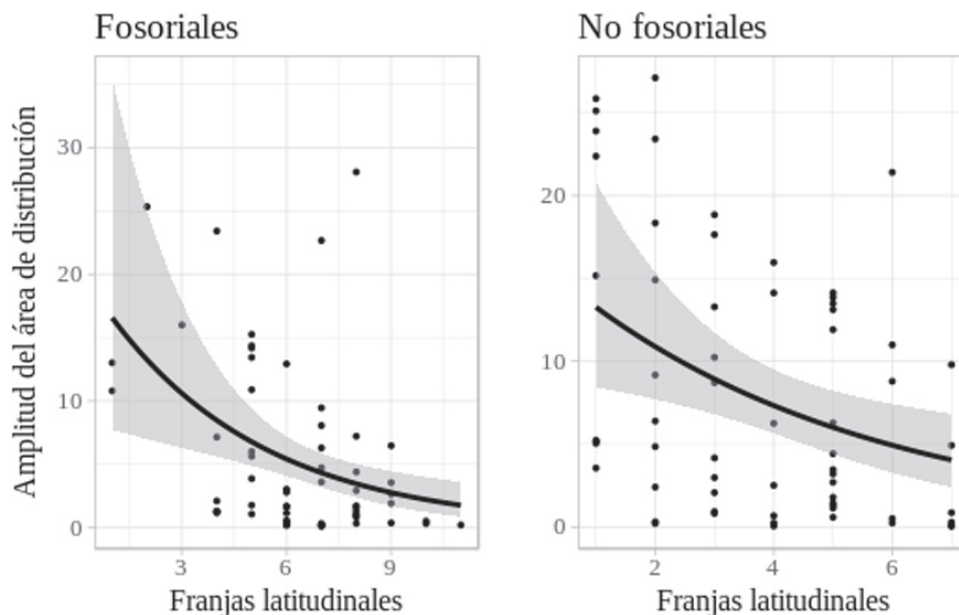 Fosoriales
No fosoriales
Amplitud del área de distribución
30
20
10
0
3 6 9
Franjas latitudinales
20
10
0
2 4 6
Franjas latitudinales